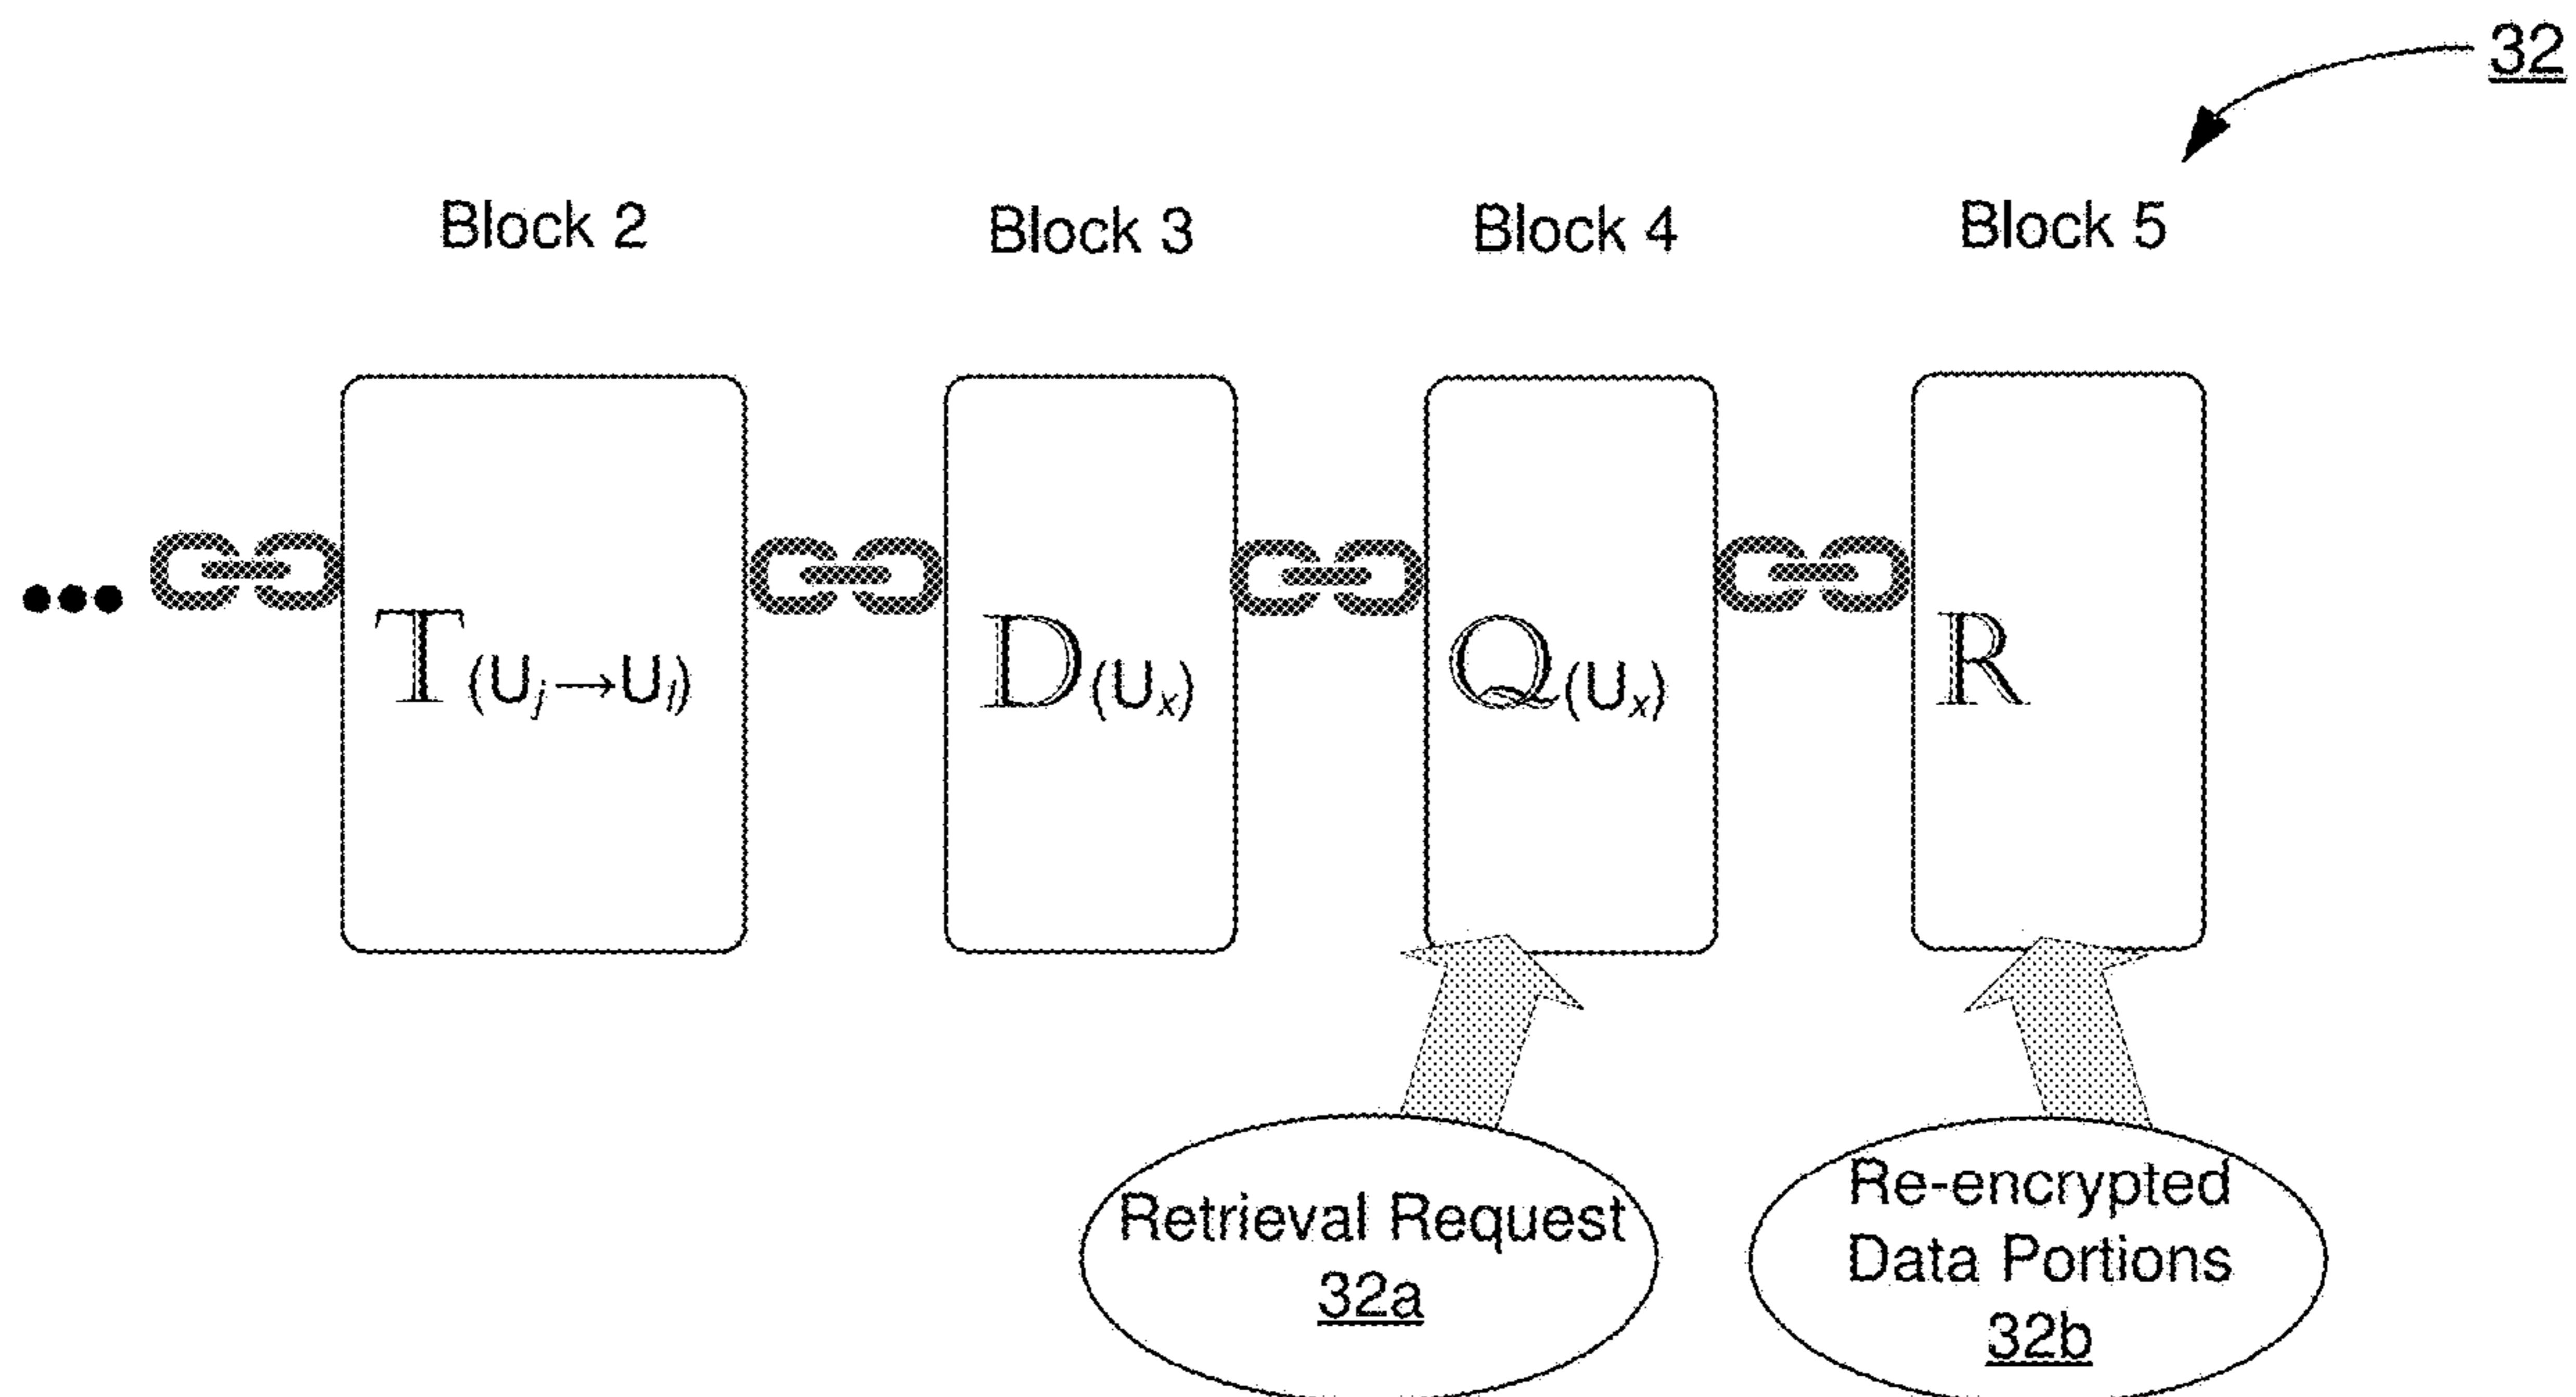 32
Block 2 Block 3 Block 4 Block 5
••• 𝕋(Uj→Ui) 𝔻(Ux) ℚ(Ux) ℝ
Retrieval Request
32a
Re-encrypted
Data Portions
32b